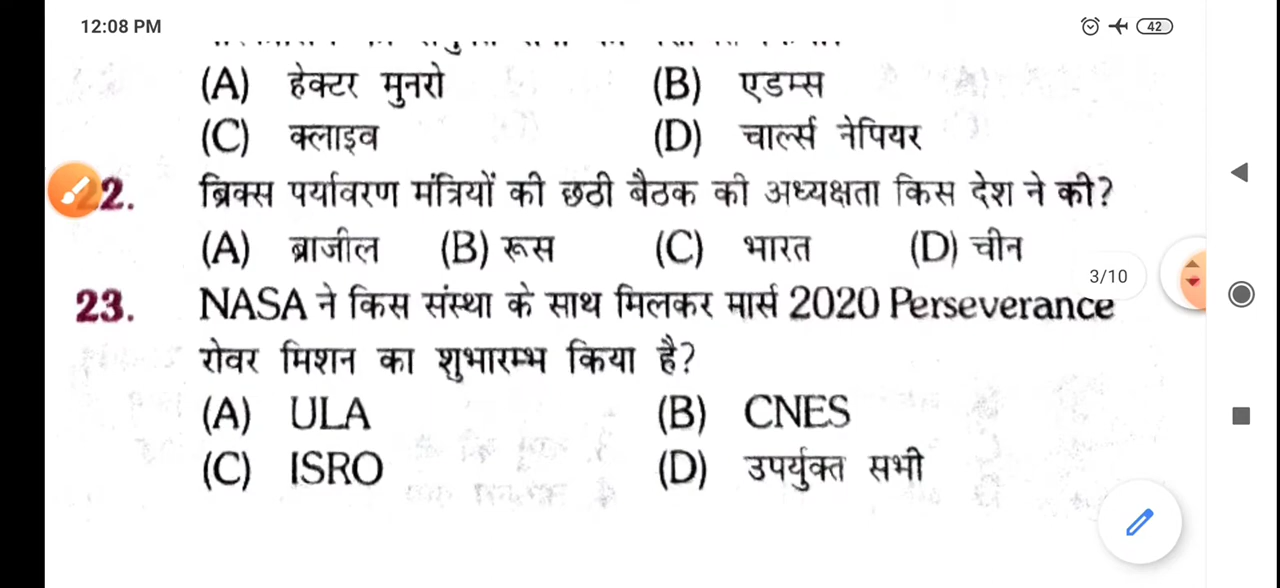 12:08 PM
42
(A) हेक्टर मुनरो (B) एडम्स
(C) क्लाइव (D) चार्ल्स नेपियर
2. ब्रिक्स पर्यावरण मंत्रियों की छठी बैठक की अध्यक्षता किस देश ने की?
(A) ब्राजील (B) रूस (C) भारत (D) चीन
3/10
23. NASA ने किस संस्था के साथ मिलकर मार्स 2020 Perseverance
रोवर मिशन का शुभारम्भ किया है?
(A) ULA (B) CNES
(C) ISRO (D) उपर्युक्त सभी